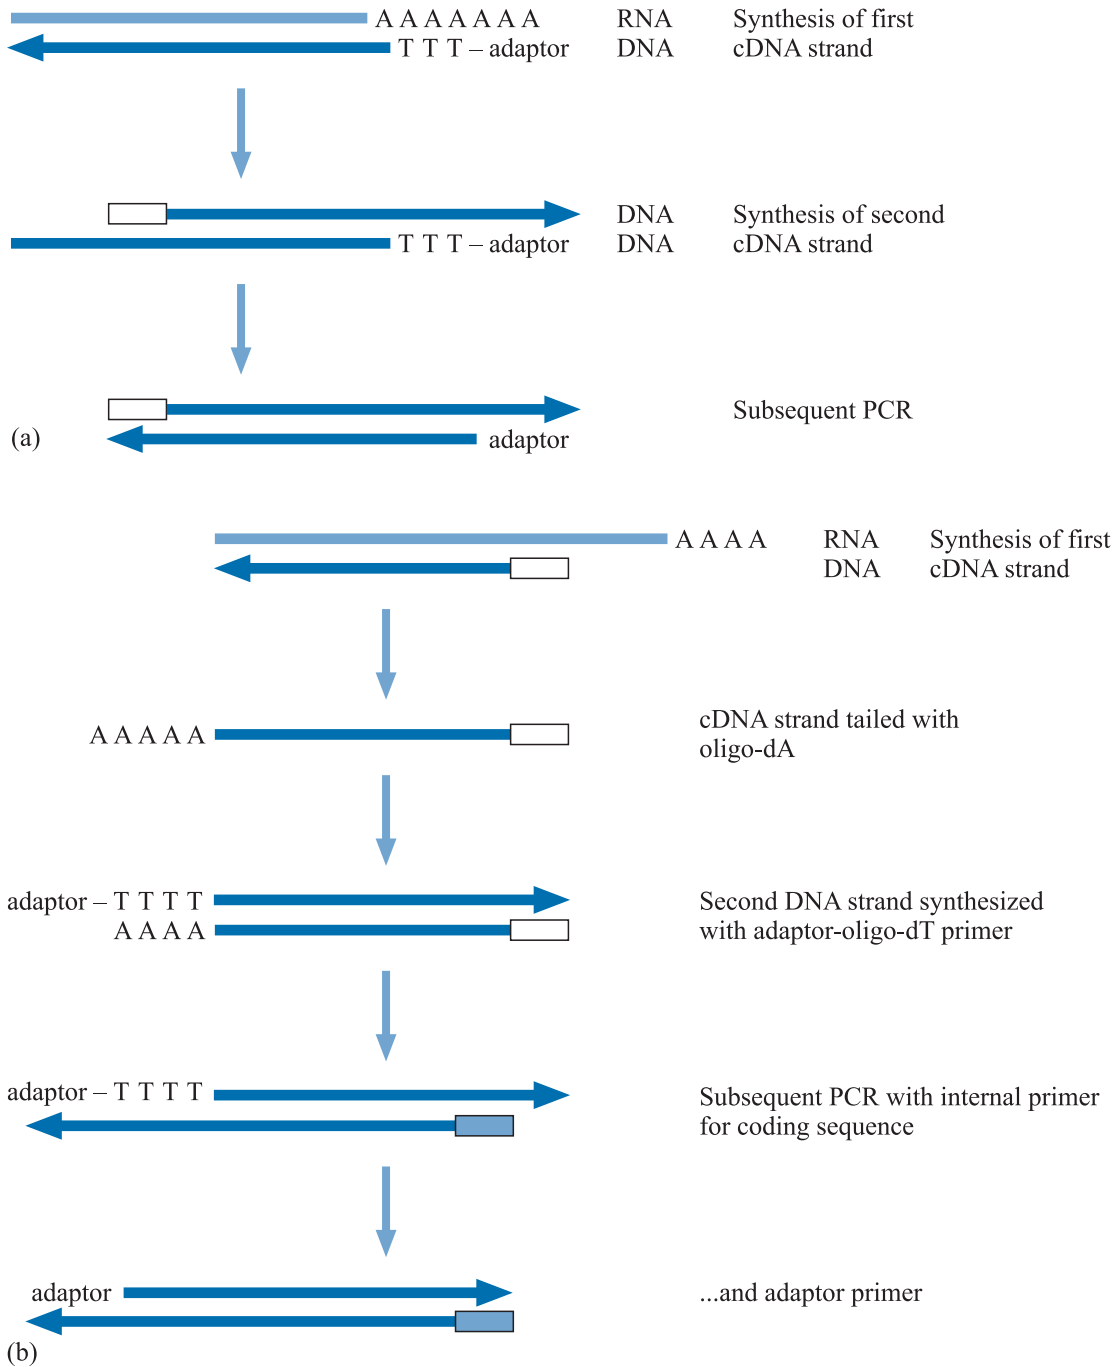 A A A A A A A RNA Synthesis of first
T T T – adaptor DNA cDNA strand
DNA Synthesis of second
T T T – adaptor DNA cDNA strand
Subsequent PCR
(a) adaptor
A A A A RNA Synthesis of first
DNA cDNA strand
A A A A A cDNA strand tailed with
oligo-dA
adaptor – T T T T Second DNA strand synthesized
A A A A with adaptor-oligo-dT primer
adaptor – T T T T Subsequent PCR with internal primer
for coding sequence
adaptor ...and adaptor primer
(b)